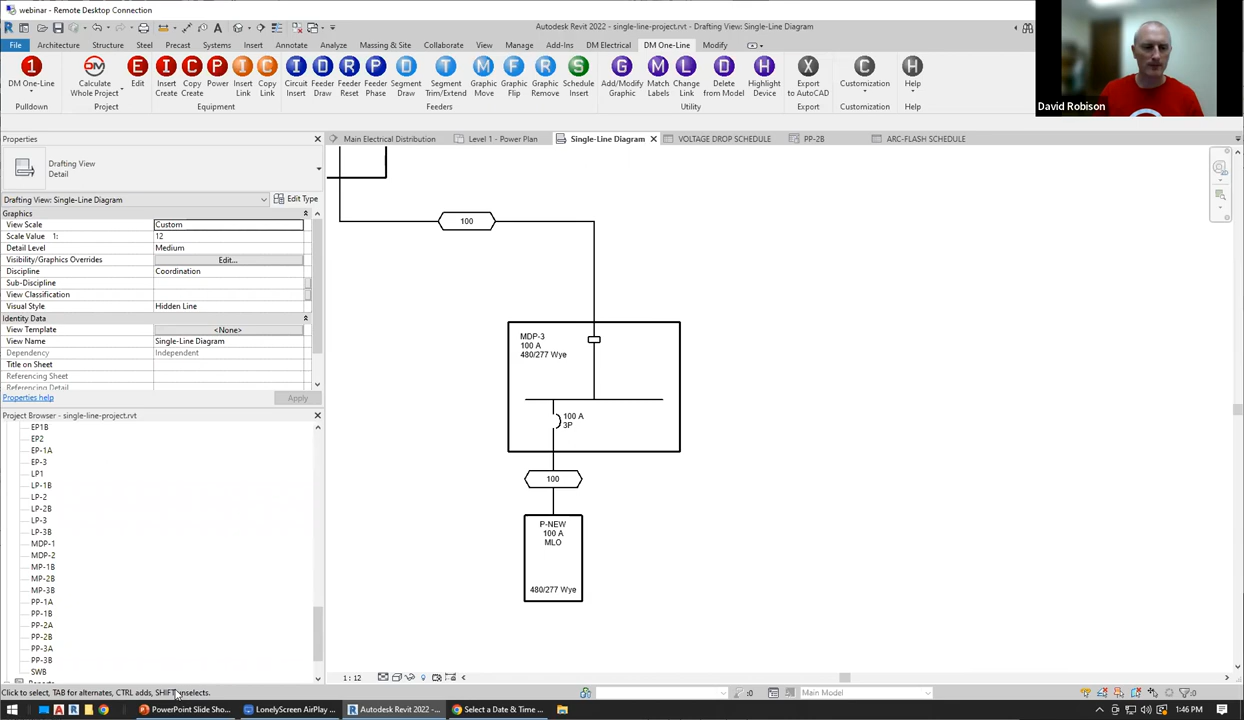 webinar - Remote Desktop Connection
Autodesk Revit 2022 - single-line-project.rvt - Drafting View: Single-Line Diagram
File Architecture Structure Steel Precast Systems Insert Annotate Analyze Massing & Site Collaborate View Manage Add-Ins DM Electrical DM One-Line Modify
1 DM E I C P I C I D R P D T G F R S G M L D H X C H
DM One-Line Calculate Edit Insert Copy Power Insert Copy Circuit Feeder Feeder Feeder Segment Segment Graphic Graphic Graphic Schedule Add/Modify Match Change Delete Highlight Export Customization Help
Whole Project Create Create Link Link Insert Draw Reset Phase Draw Trim/Extend Move Flip Remove Insert Graphic Labels Link from Model Device to AutoCAD
Pulldown Project Equipment Feeders Utility Export Customization Help
David Robison
Properties
Main Electrical Distribution Level 1 - Power Plan Single-Line Diagram VOLTAGE DROP SCHEDULE PP-2B ARC-FLASH SCHEDULE
Drafting View
Detail
Drafting View: Single-Line Diagram Edit Type
Graphics
View Scale Custom
Scale Value 1: 12
Detail Level Medium
Visibility/Graphics Overrides Edit...
Discipline Coordination
Sub-Discipline
View Classification
Visual Style Hidden Line
Identity Data
View Template <None>
View Name Single-Line Diagram
Dependency Independent
Title on Sheet
Referencing Sheet
Referencing Detail
Properties help Apply
Project Browser - single-line-project.rvt
EP1B
EP2
EP-1A
EP-3
LP1
LP-1B
LP-2
LP-2B
LP-3
LP-3B
MDP-1
MDP-2
MP-1B
MP-2B
MP-3B
PP-1A
PP-1B
PP-2A
PP-2B
PP-3A
PP-3B
SWB
100
MDP-3
100 A
480/277 Wye
100 A
3P
100
P-NEW
100 A
MLO
480/277 Wye
1 : 12
Click to select, TAB for alternates, CTRL adds, SHIFT unselects.
:0 Main Model :0
PowerPoint Slide Sho... LonelyScreen AirPlay ... Autodesk Revit 2022 -... Select a Date & Time ... 1:46 PM